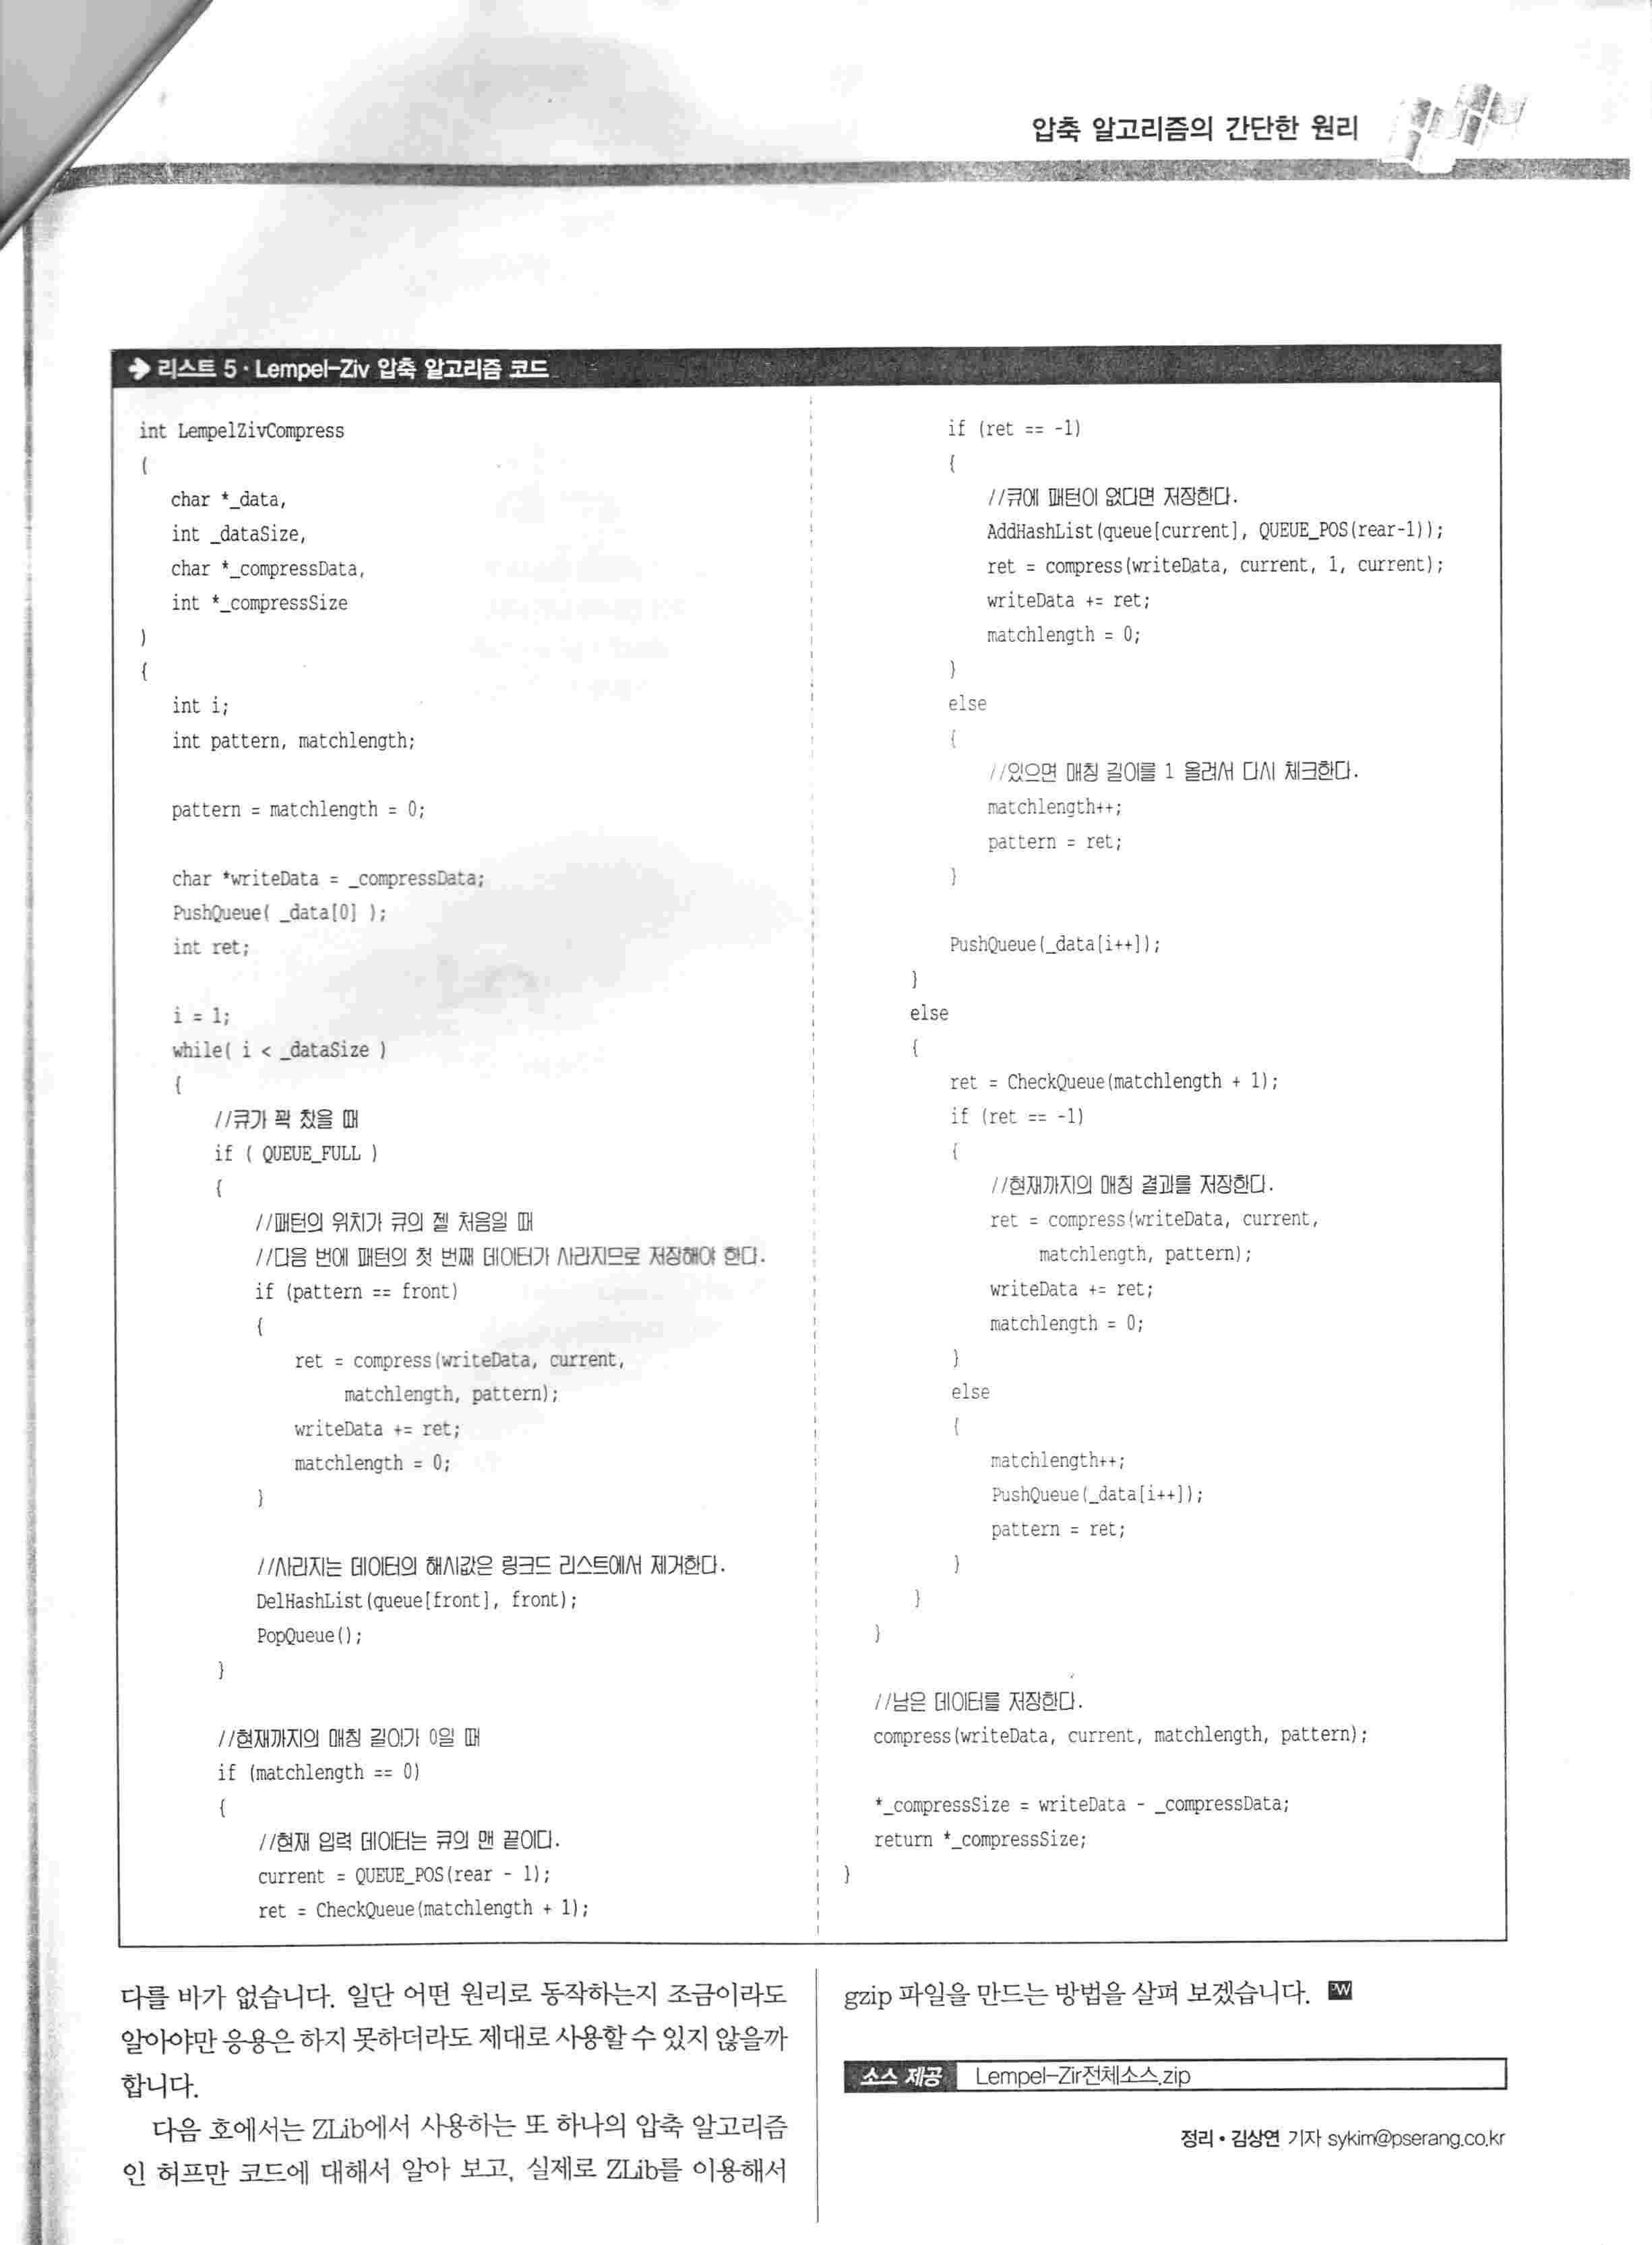 압축 알고리즘의 간단한 원리
➔ 리스트 5 · Lempel-Ziv 압축 알고리즘 코드
int LempelZivCompress
(
char *_data,
int _dataSize,
char *_compressData,
int *_compressSize
)
{
int i;
int pattern, matchlength;
pattern = matchlength = 0;
char *writeData = _compressData;
PushQueue( _data[0] );
int ret;
i = 1;
while( i < _dataSize )
{
//큐가 꽉 찼을 때
if ( QUEUE_FULL )
{
//패턴의 위치가 큐의 젤 처음일 때
//다음 번에 패턴의 첫 번째 데이터가 사라지므로 저장해야 한다.
if (pattern == front)
{
ret = compress(writeData, current,
matchlength, pattern);
writeData += ret;
matchlength = 0;
}
//사라지는 데이터의 해시값은 링크드 리스트에서 제거한다.
DelHashList(queue[front], front);
PopQueue();
}
//현재까지의 매칭 길이가 0일 때
if (matchlength == 0)
{
//현재 입력 데이터는 큐의 맨 끝이다.
current = QUEUE_POS(rear - 1);
ret = CheckQueue(matchlength + 1);
if (ret == -1)
{
//큐에 패턴이 없다면 저장한다.
AddHashList(queue[current], QUEUE_POS(rear-1));
ret = compress(writeData, current, 1, current);
writeData += ret;
matchlength = 0;
}
else
{
//있으면 매칭 길이를 1 올려서 다시 체크한다.
matchlength++;
pattern = ret;
}
PushQueue(_data[i++]);
}
else
{
ret = CheckQueue(matchlength + 1);
if (ret == -1)
{
//현재까지의 매칭 결과를 저장한다.
ret = compress(writeData, current,
matchlength, pattern);
writeData += ret;
matchlength = 0;
}
else
{
matchlength++;
PushQueue(_data[i++]);
pattern = ret;
}
}
}
//남은 데이터를 저장한다.
compress(writeData, current, matchlength, pattern);
*_compressSize = writeData - _compressData;
return *_compressSize;
}
다를 바가 없습니다. 일단 어떤 원리로 동작하는지 조금이라도
알아야만 응용은 하지 못하더라도 제대로 사용할 수 있지 않을까
합니다.
다음 호에서는 ZLib에서 사용하는 또 하나의 압축 알고리즘
인 허프만 코드에 대해서 알아 보고, 실제로 ZLib를 이용해서
gzip 파일을 만드는 방법을 살펴 보겠습니다. PW
소스 제공 Lempel-Zir전체소스.zip
정리 • 김상연 기자 sykim@pserang.co.kr